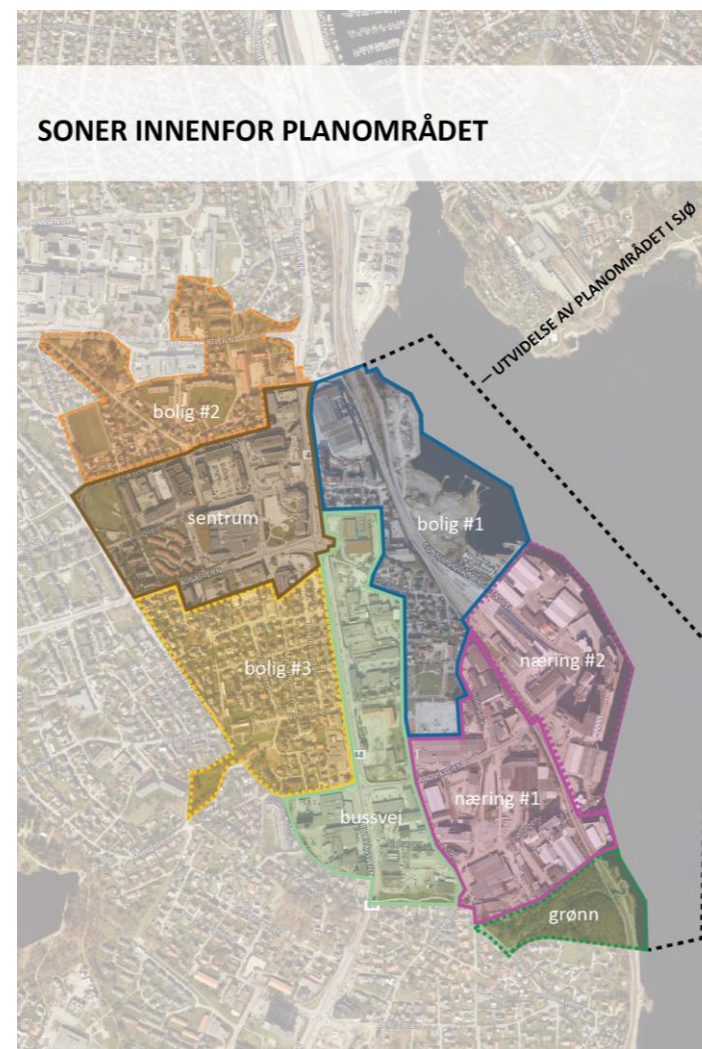 SONER INNENFOR PLANOMRÅDET
— UTVIDELSE AV PLANOMRÅDET I SJØ
bolig #2
sentrum
bolig #1
bolig #3
næring #2
44
næring #1
bussvei
grønn